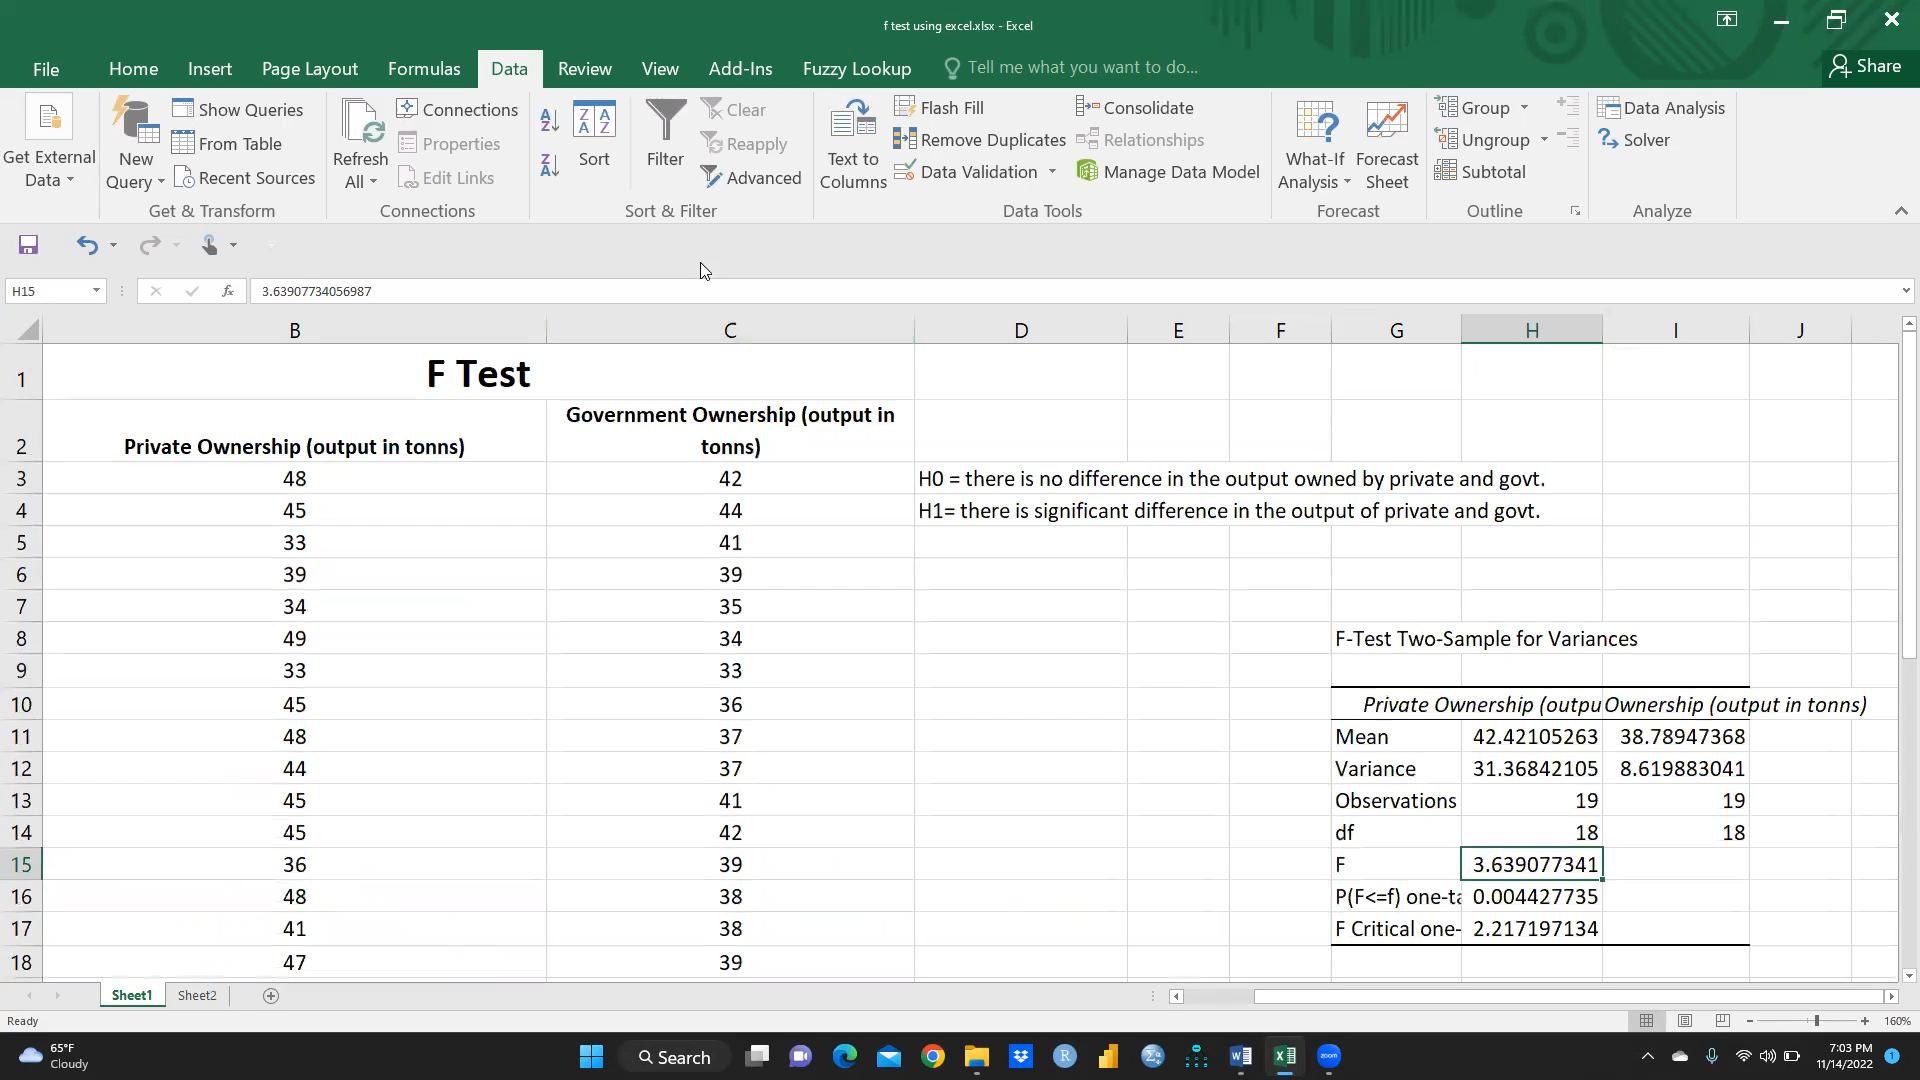 f test using excel.xlsx - Excel
File Home Insert Page Layout Formulas Data Review View Add-Ins Fuzzy Lookup Tell me what you want to do... Share
Get External Data
New Query
Show Queries
From Table
Recent Sources
Get & Transform
Refresh All
Connections
Properties
Edit Links
Connections
Sort
Filter
Clear
Reapply
Advanced
Sort & Filter
Text to Columns
Flash Fill
Remove Duplicates
Data Validation
Consolidate
Relationships
Manage Data Model
Data Tools
What-If Analysis
Forecast Sheet
Forecast
Group
Ungroup
Subtotal
Outline
Data Analysis
Solver
Analyze
H15 fx 3.63907734056987
B C D E F G H I J
1 F Test
2 Private Ownership (output in tonns) Government Ownership (output in tonns)
3 48 42 H0 = there is no difference in the output owned by private and govt.
4 45 44 H1= there is significant difference in the output of private and govt.
5 33 41
6 39 39
7 34 35
8 49 34 F-Test Two-Sample for Variances
9 33 33
10 45 36 Private Ownership (outpu Ownership (output in tonns)
11 48 37 Mean 42.42105263 38.78947368
12 44 37 Variance 31.36842105 8.619883041
13 45 41 Observations 19 19
14 45 42 df 18 18
15 36 39 F 3.639077341
16 48 38 P(F<=f) one-ta 0.004427735
17 41 38 F Critical one- 2.217197134
18 47 39
Sheet1 Sheet2
Ready 160%
65°F
Cloudy
Search
zoom
7:03 PM
11/14/2022
1